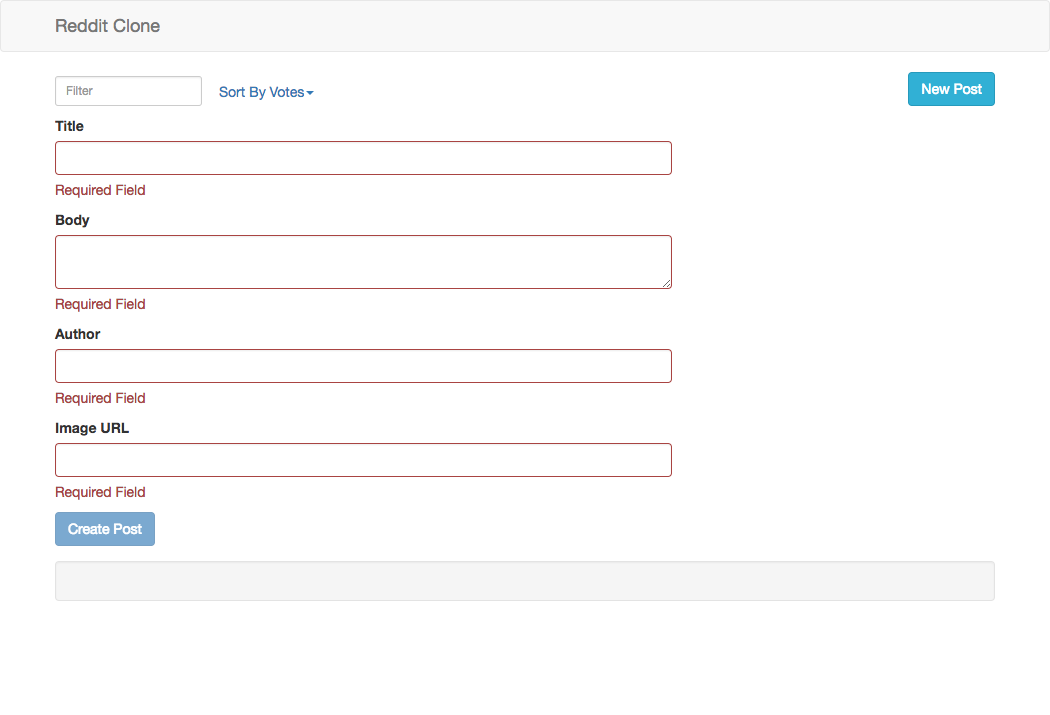 Reddit Clone
Filter
Sort By Votes
New Post
Title
Required Field
Body
Required Field
Author
Required Field
Image URL
Required Field
Create Post